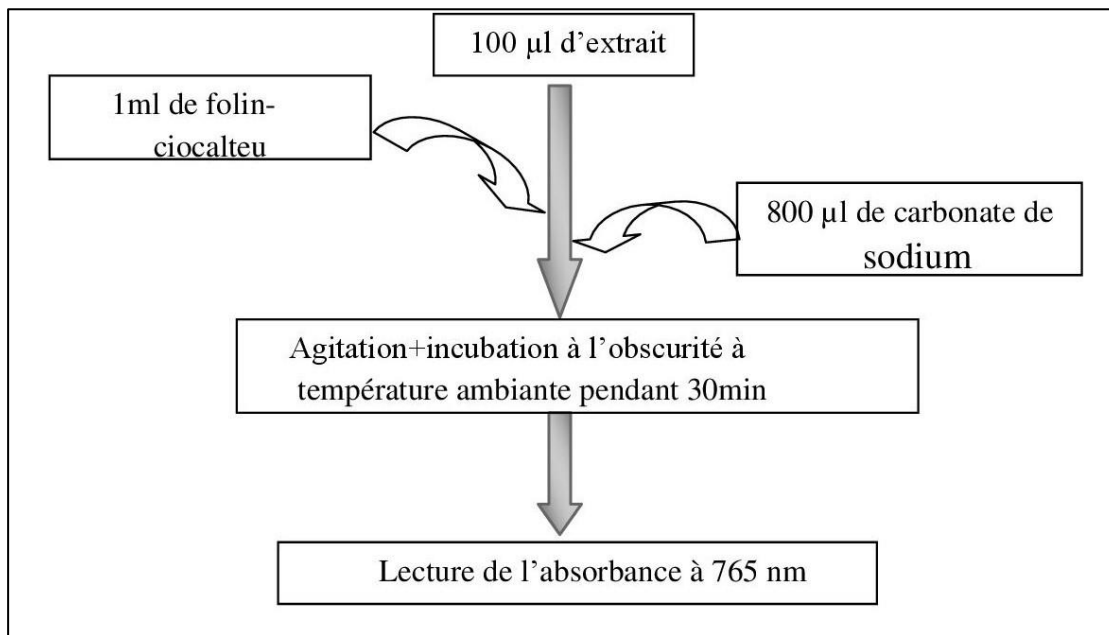 100 µl d’extrait
1ml de folin-
ciocalteu
800 µl de carbonate de
sodium
Agitation+incubation à l’obscurité à
température ambiante pendant 30min
Lecture de l’absorbance à 765 nm